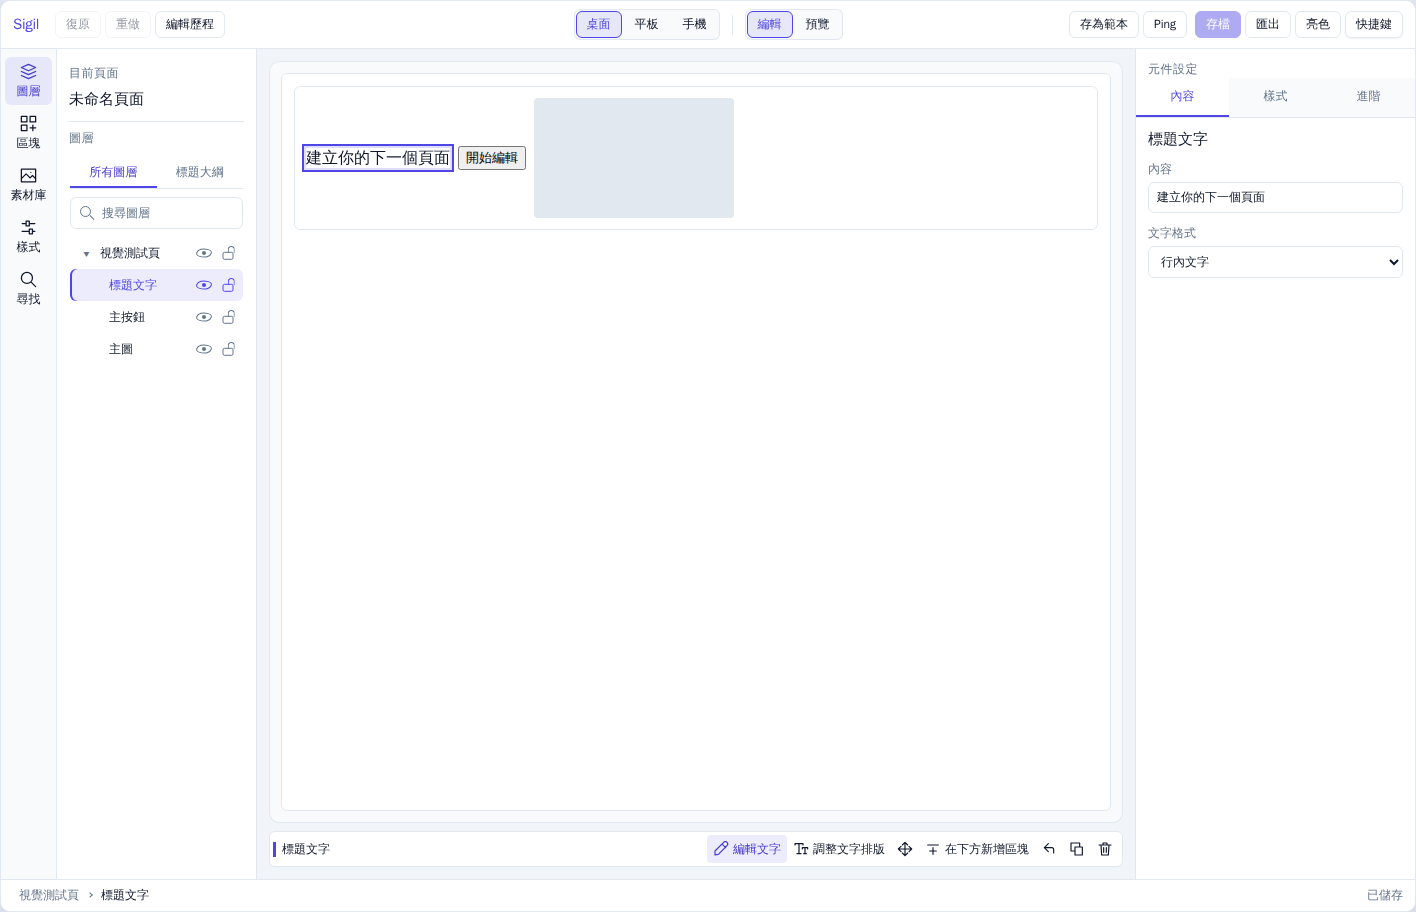 Sigil 復原 重做 編輯歷程 桌面 平板 手機 編輯 預覽 存為範本 Ping 存檔 匯出 亮色 快捷鍵
圖層
區塊
素材庫
樣式
尋找
目前頁面
未命名頁面
圖層
所有圖層 標題大綱
搜尋圖層
視覺測試頁
標題文字
主按鈕
主圖
建立你的下一個頁面 開始編輯
標題文字 編輯文字 調整文字排版 在下方新增區塊
元件設定
內容 樣式 進階
標題文字
內容
建立你的下一個頁面
文字格式
行內文字
視覺測試頁 › 標題文字 已儲存